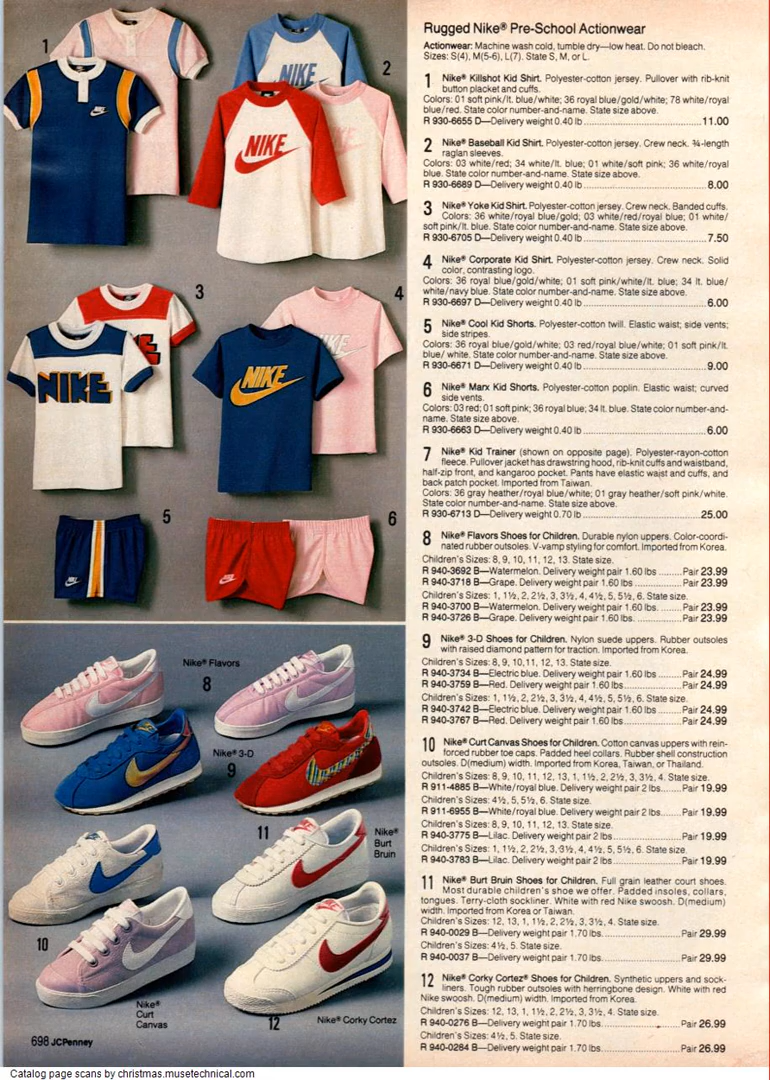 1
2
NIKE
NIKE
NIKE
3
4
NIKE
NIKE
5
6
Nike® Flavors
8
Nike® 3-D
9
11
Nike®
Burt
Bruin
10
Nike®
Curt
Canvas
12
Nike® Corky Cortez
698 JCPenney
Rugged Nike® Pre-School Actionwear
Actionwear: Machine wash cold, tumble dry—low heat. Do not bleach.
Sizes: S(4), M(5-6), L(7). State S, M, or L.
1 Nike® Killshot Kid Shirt. Polyester-cotton jersey. Pullover with rib-knit
button placket and cuffs.
Colors: 01 soft pink/lt. blue/white; 36 royal blue/gold/white; 78 white/royal
blue/red. State color number-and-name. State size above.
R 930-6655 D—Delivery weight 0.40 lb ..... 11.00
2 Nike® Baseball Kid Shirt. Polyester-cotton jersey. Crew neck. ¾-length
raglan sleeves.
Colors: 03 white/red; 34 white/lt. blue; 01 white/soft pink; 36 white/royal
blue. State color number-and-name. State size above.
R 930-6689 D—Delivery weight 0.40 lb ..... 8.00
3 Nike® Yoke Kid Shirt. Polyester-cotton jersey. Crew neck. Banded cuffs.
Colors: 36 white/royal blue/gold; 03 white/red/royal blue; 01 white/
soft pink/lt. blue. State color number-and-name. State size above.
R 930-6705 D—Delivery weight 0.40 lb ..... 7.50
4 Nike® Corporate Kid Shirt. Polyester-cotton jersey. Crew neck. Solid
color, contrasting logo.
Colors: 36 royal blue/gold/white; 01 soft pink/white/lt. blue; 34 lt. blue/
white/navy blue. State color number-and-name. State size above.
R 930-6697 D—Delivery weight 0.40 lb ..... 6.00
5 Nike® Cool Kid Shorts. Polyester-cotton twill. Elastic waist; side vents;
side stripes.
Colors: 36 royal blue/gold/white; 03 red/royal blue/white; 01 soft pink/lt.
blue/ white. State color number-and-name. State size above.
R 930-6671 D—Delivery weight 0.40 lb ..... 9.00
6 Nike® Marx Kid Shorts. Polyester-cotton poplin. Elastic waist; curved
side vents.
Colors: 03 red; 01 soft pink; 36 royal blue; 34 lt. blue. State color number-and-
name. State size above.
R 930-6663 D—Delivery weight 0.40 lb ..... 6.00
7 Nike® Kid Trainer (shown on opposite page). Polyester-rayon-cotton
fleece. Pullover jacket has drawstring hood, rib-knit cuffs and waistband,
half-zip front, and kangaroo pocket. Pants have elastic waist and cuffs, and
back patch pocket. Imported from Taiwan.
Colors: 36 gray heather/royal blue/white; 01 gray heather/soft pink/white.
State color number-and-name. State size above.
R 930-6713 D—Delivery weight 0.70 lb ..... 25.00
8 Nike® Flavors Shoes for Children. Durable nylon uppers. Color-coordi-
nated rubber outsoles. V-vamp styling for comfort. Imported from Korea.
Children's Sizes: 8, 9, 10, 11, 12, 13. State size.
R 940-3692 B—Watermelon. Delivery weight pair 1.60 lbs ..... Pair 23.99
R 940-3718 B—Grape. Delivery weight pair 1.60 lbs ..... Pair 23.99
Children's Sizes: 1, 1½, 2, 2½, 3, 3½, 4, 4½, 5, 5½, 6. State size.
R 940-3700 B—Watermelon. Delivery weight pair 1.60 lbs. ..... Pair 23.99
R 940-3726 B—Grape. Delivery weight pair 1.60 lbs. ..... Pair 23.99
9 Nike® 3-D Shoes for Children. Nylon suede uppers. Rubber outsoles
with raised diamond pattern for traction. Imported from Korea.
Children's Sizes: 8, 9, 10, 11, 12, 13. State size.
R 940-3734 B—Electric blue. Delivery weight pair 1.60 lbs ..... Pair 24.99
R 940-3759 B—Red. Delivery weight pair 1.60 lbs ..... Pair 24.99
Children's Sizes: 1, 1½, 2, 2½, 3, 3½, 4, 4½, 5, 5½, 6. State size.
R 940-3742 B—Electric blue. Delivery weight pair 1.60 lbs ..... Pair 24.99
R 940-3767 B—Red. Delivery weight pair 1.60 lbs ..... Pair 24.99
10 Nike® Curt Canvas Shoes for Children. Cotton canvas uppers with rein-
forced rubber toe caps. Padded heel collars. Rubber shell construction
outsoles. D(medium) width. Imported from Korea, Taiwan, or Thailand.
Children's Sizes: 8, 9, 10, 11, 12, 13, 1, 1½, 2, 2½, 3, 3½, 4. State size.
R 911-4885 B—White/royal blue. Delivery weight pair 2 lbs ..... Pair 19.99
Children's Sizes: 4½, 5, 5½, 6. State size.
R 911-6955 B—White/royal blue. Delivery weight pair 2 lbs ..... Pair 19.99
Children's Sizes: 8, 9, 10, 11, 12, 13. State size.
R 940-3775 B—Lilac. Delivery weight pair 2 lbs ..... Pair 19.99
Children's Sizes: 1, 1½, 2, 2½, 3, 3½, 4, 4½, 5, 5½, 6. State size.
R 940-3783 B—Lilac. Delivery weight pair 2 lbs ..... Pair 19.99
11 Nike® Burt Bruin Shoes for Children. Full grain leather court shoes.
Most durable children's shoe we offer. Padded insoles, collars,
tongues. Terry-cloth sockliner. White with red Nike swoosh. D(medium)
width. Imported from Korea or Taiwan.
Children's Sizes: 12, 13, 1, 1½, 2, 2½, 3, 3½, 4. State size.
R 940-0029 B—Delivery weight pair 1.70 lbs ..... Pair 29.99
Children's Sizes: 4½, 5. State size.
R 940-0037 B—Delivery weight pair 1.70 lbs ..... Pair 29.99
12 Nike® Corky Cortez® Shoes for Children. Synthetic uppers and sock-
liners. Tough rubber outsoles with herringbone design. White with red
Nike swoosh. D(medium) width. Imported from Korea.
Children's Sizes: 12, 13, 1, 1½, 2, 2½, 3, 3½, 4. State size.
R 940-0276 B—Delivery weight pair 1.70 lbs ..... Pair 26.99
Children's Sizes: 4½, 5. State size.
R 940-0284 B—Delivery weight pair 1.70 lbs ..... Pair 26.99
Catalog page scans by christmas.musetechnical.com